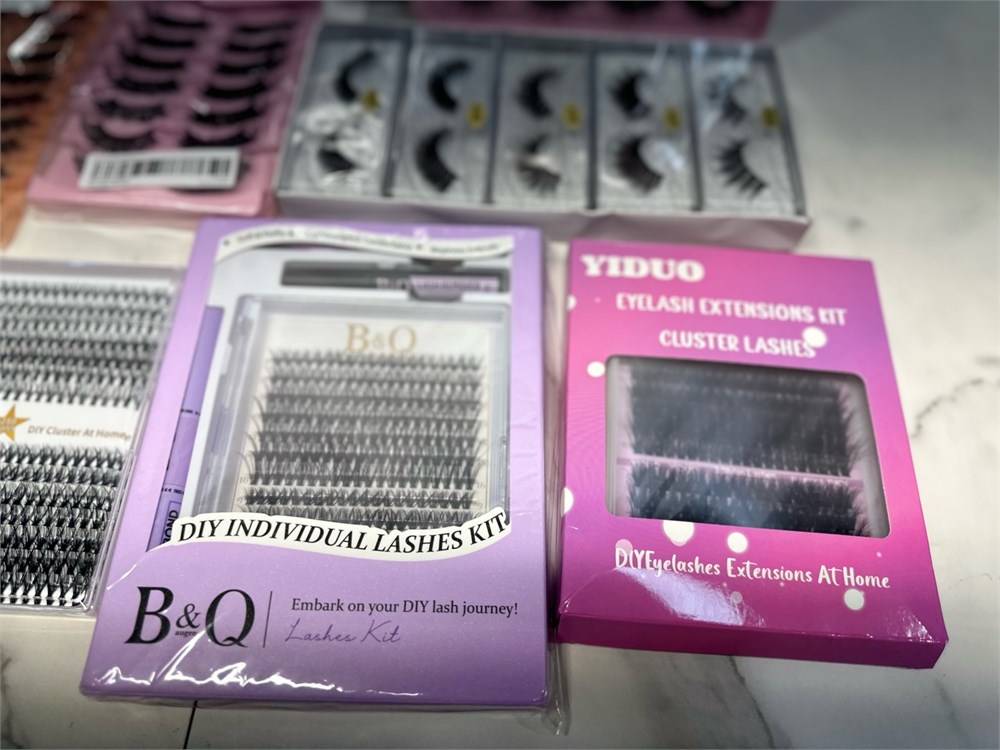 B&Q
DIY INDIVIDUAL LASHES KIT
B&Q
augen
Embark on your DIY lash journey!
Lashes Kit
YIDUO
EYELASH EXTENSIONS KIT
CLUSTER LASHES
DIYEyelashes Extensions At Home
DIY Cluster At Home